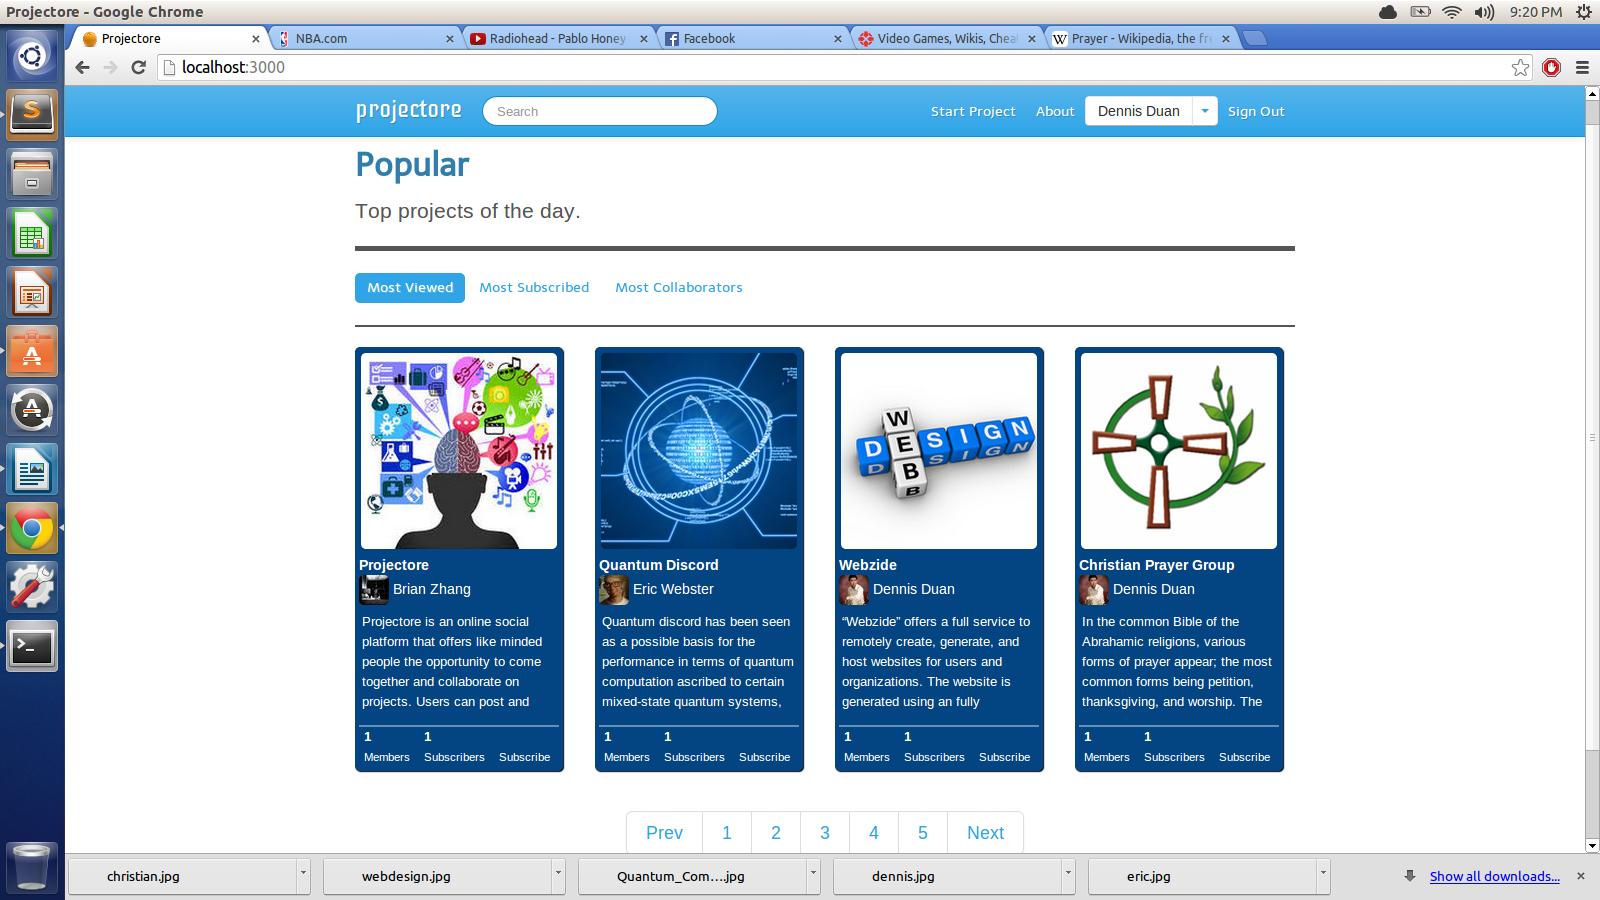 Projectore - Google Chrome
9:20 PM
Projectore
NBA.com
Radiohead - Pablo Honey
Facebook
Video Games, Wikis, Cheat
Prayer - Wikipedia, the fr
localhost:3000
projectore
Search
Start Project
About
Dennis Duan
Sign Out
Popular
Top projects of the day.
Most Viewed
Most Subscribed
Most Collaborators
Projectore
Brian Zhang
Projectore is an online social
platform that offers like minded
people the opportunity to come
together and collaborate on
projects. Users can post and
1
1
Members
Subscribers
Subscribe
Quantum Discord
Eric Webster
Quantum discord has been seen
as a possible basis for the
performance in terms of quantum
computation ascribed to certain
mixed-state quantum systems,
1
1
Members
Subscribers
Subscribe
WEB
DESIGN
Webzide
Dennis Duan
“Webzide” offers a full service to
remotely create, generate, and
host websites for users and
organizations. The website is
generated using an fully
1
1
Members
Subscribers
Subscribe
Christian Prayer Group
Dennis Duan
In the common Bible of the
Abrahamic religions, various
forms of prayer appear; the most
common forms being petition,
thanksgiving, and worship. The
1
1
Members
Subscribers
Subscribe
Prev 1 2 3 4 5 Next
christian.jpg
webdesign.jpg
Quantum_Com….jpg
dennis.jpg
eric.jpg
Show all downloads...